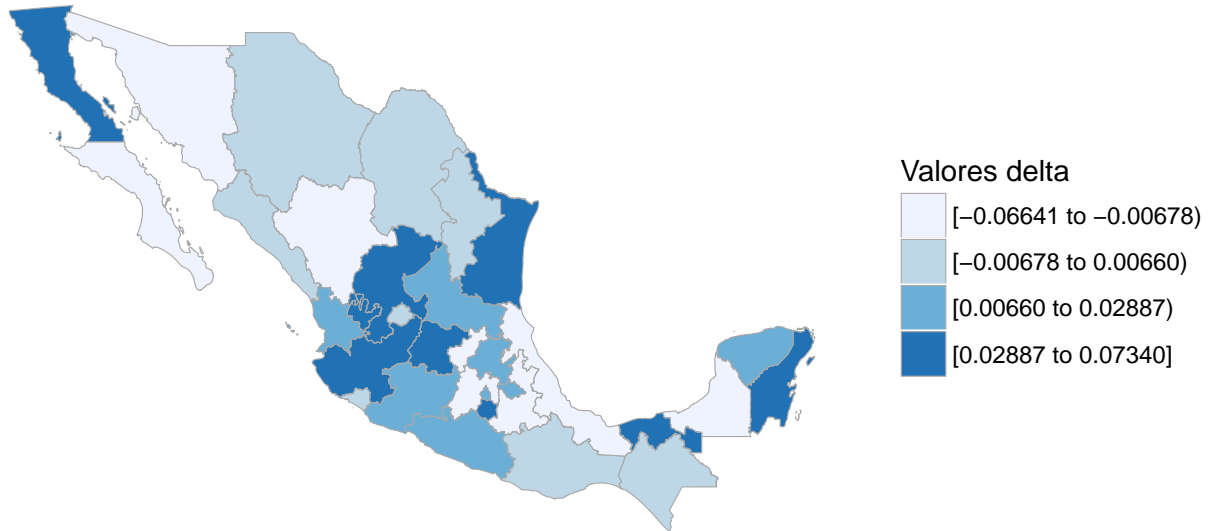 Valores delta
[−0.06641 to −0.00678)
[−0.00678 to 0.00660)
[0.00660 to 0.02887)
[0.02887 to 0.07340]